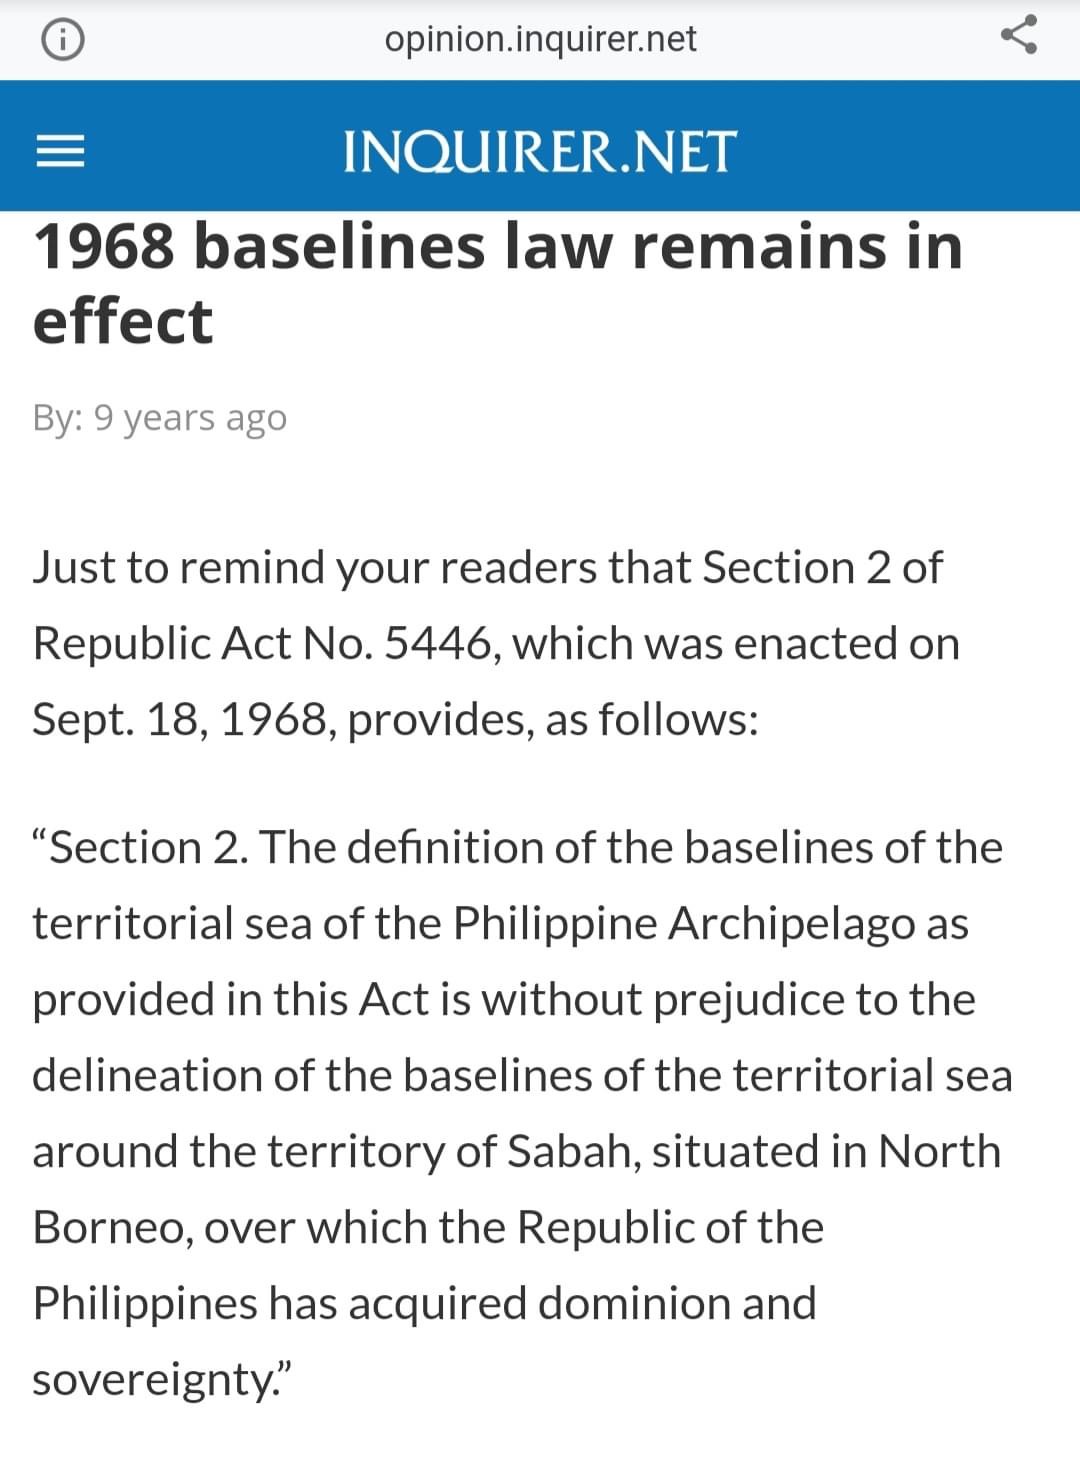 opinion.inquirer.net
INQUIRER.NET
1968 baselines law remains in
effect
By: 9 years ago
Just to remind your readers that Section 2 of
Republic Act No. 5446, which was enacted on
Sept. 18, 1968, provides, as follows:
“Section 2. The definition of the baselines of the
territorial sea of the Philippine Archipelago as
provided in this Act is without prejudice to the
delineation of the baselines of the territorial sea
around the territory of Sabah, situated in North
Borneo, over which the Republic of the
Philippines has acquired dominion and
sovereignty.”